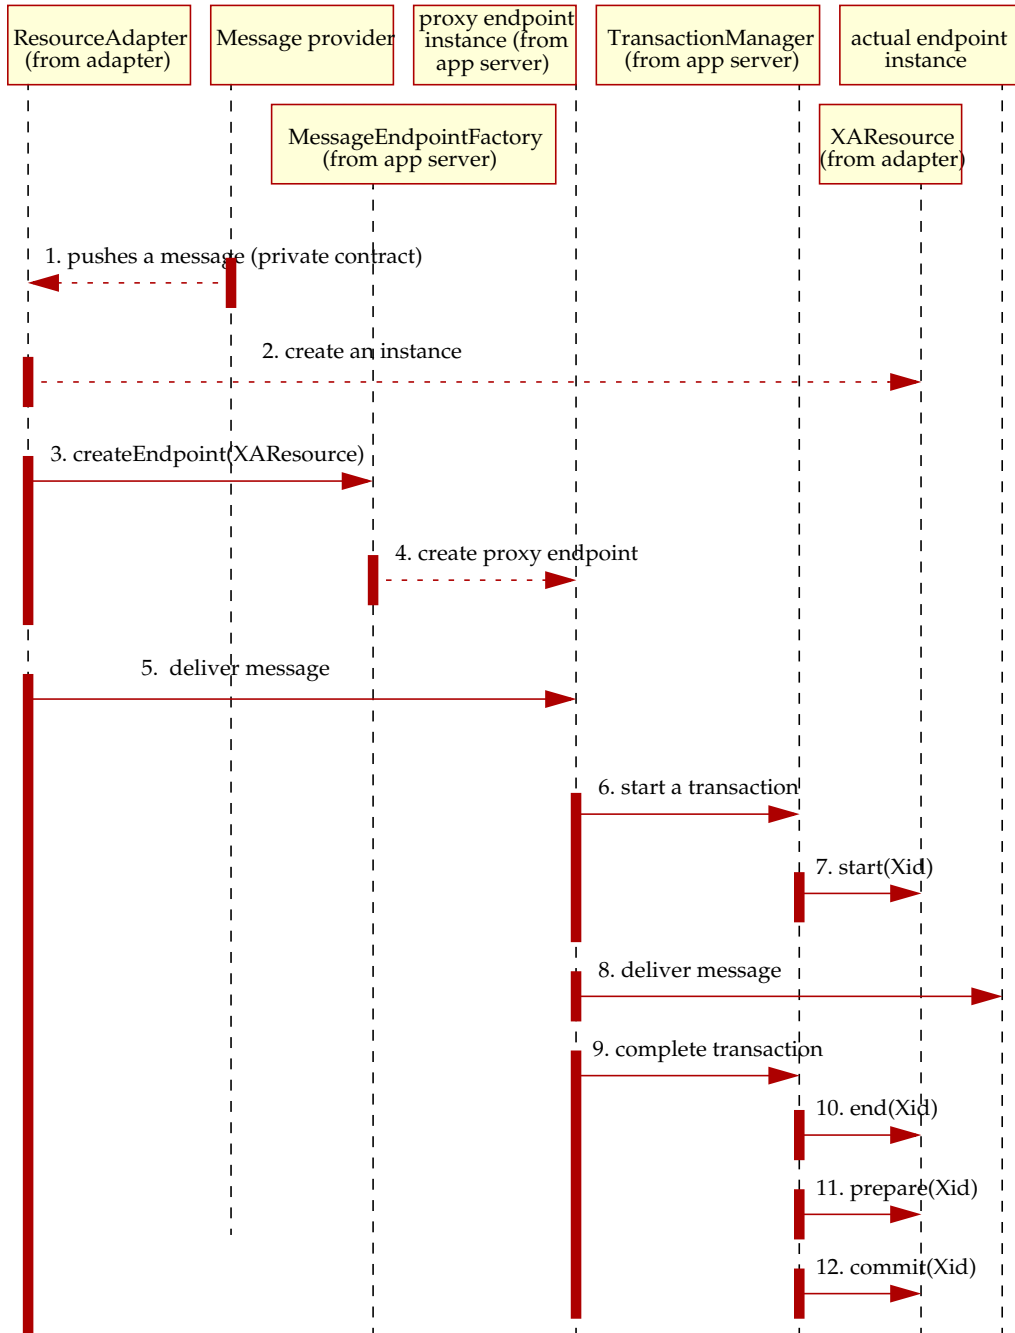 ResourceAdapter
(from adapter)
Message provider
proxy endpoint
instance (from
app server)
TransactionManager
(from app server)
actual endpoint
instance
MessageEndpointFactory
(from app server)
XAResource
(from adapter)
1. pushes a message (private contract)
2. create an instance
3. createEndpoint(XAResource)
4. create proxy endpoint
5. deliver message
6. start a transaction
7. start(Xid)
8. deliver message
9. complete transaction
10. end(Xid)
11. prepare(Xid)
12. commit(Xid)